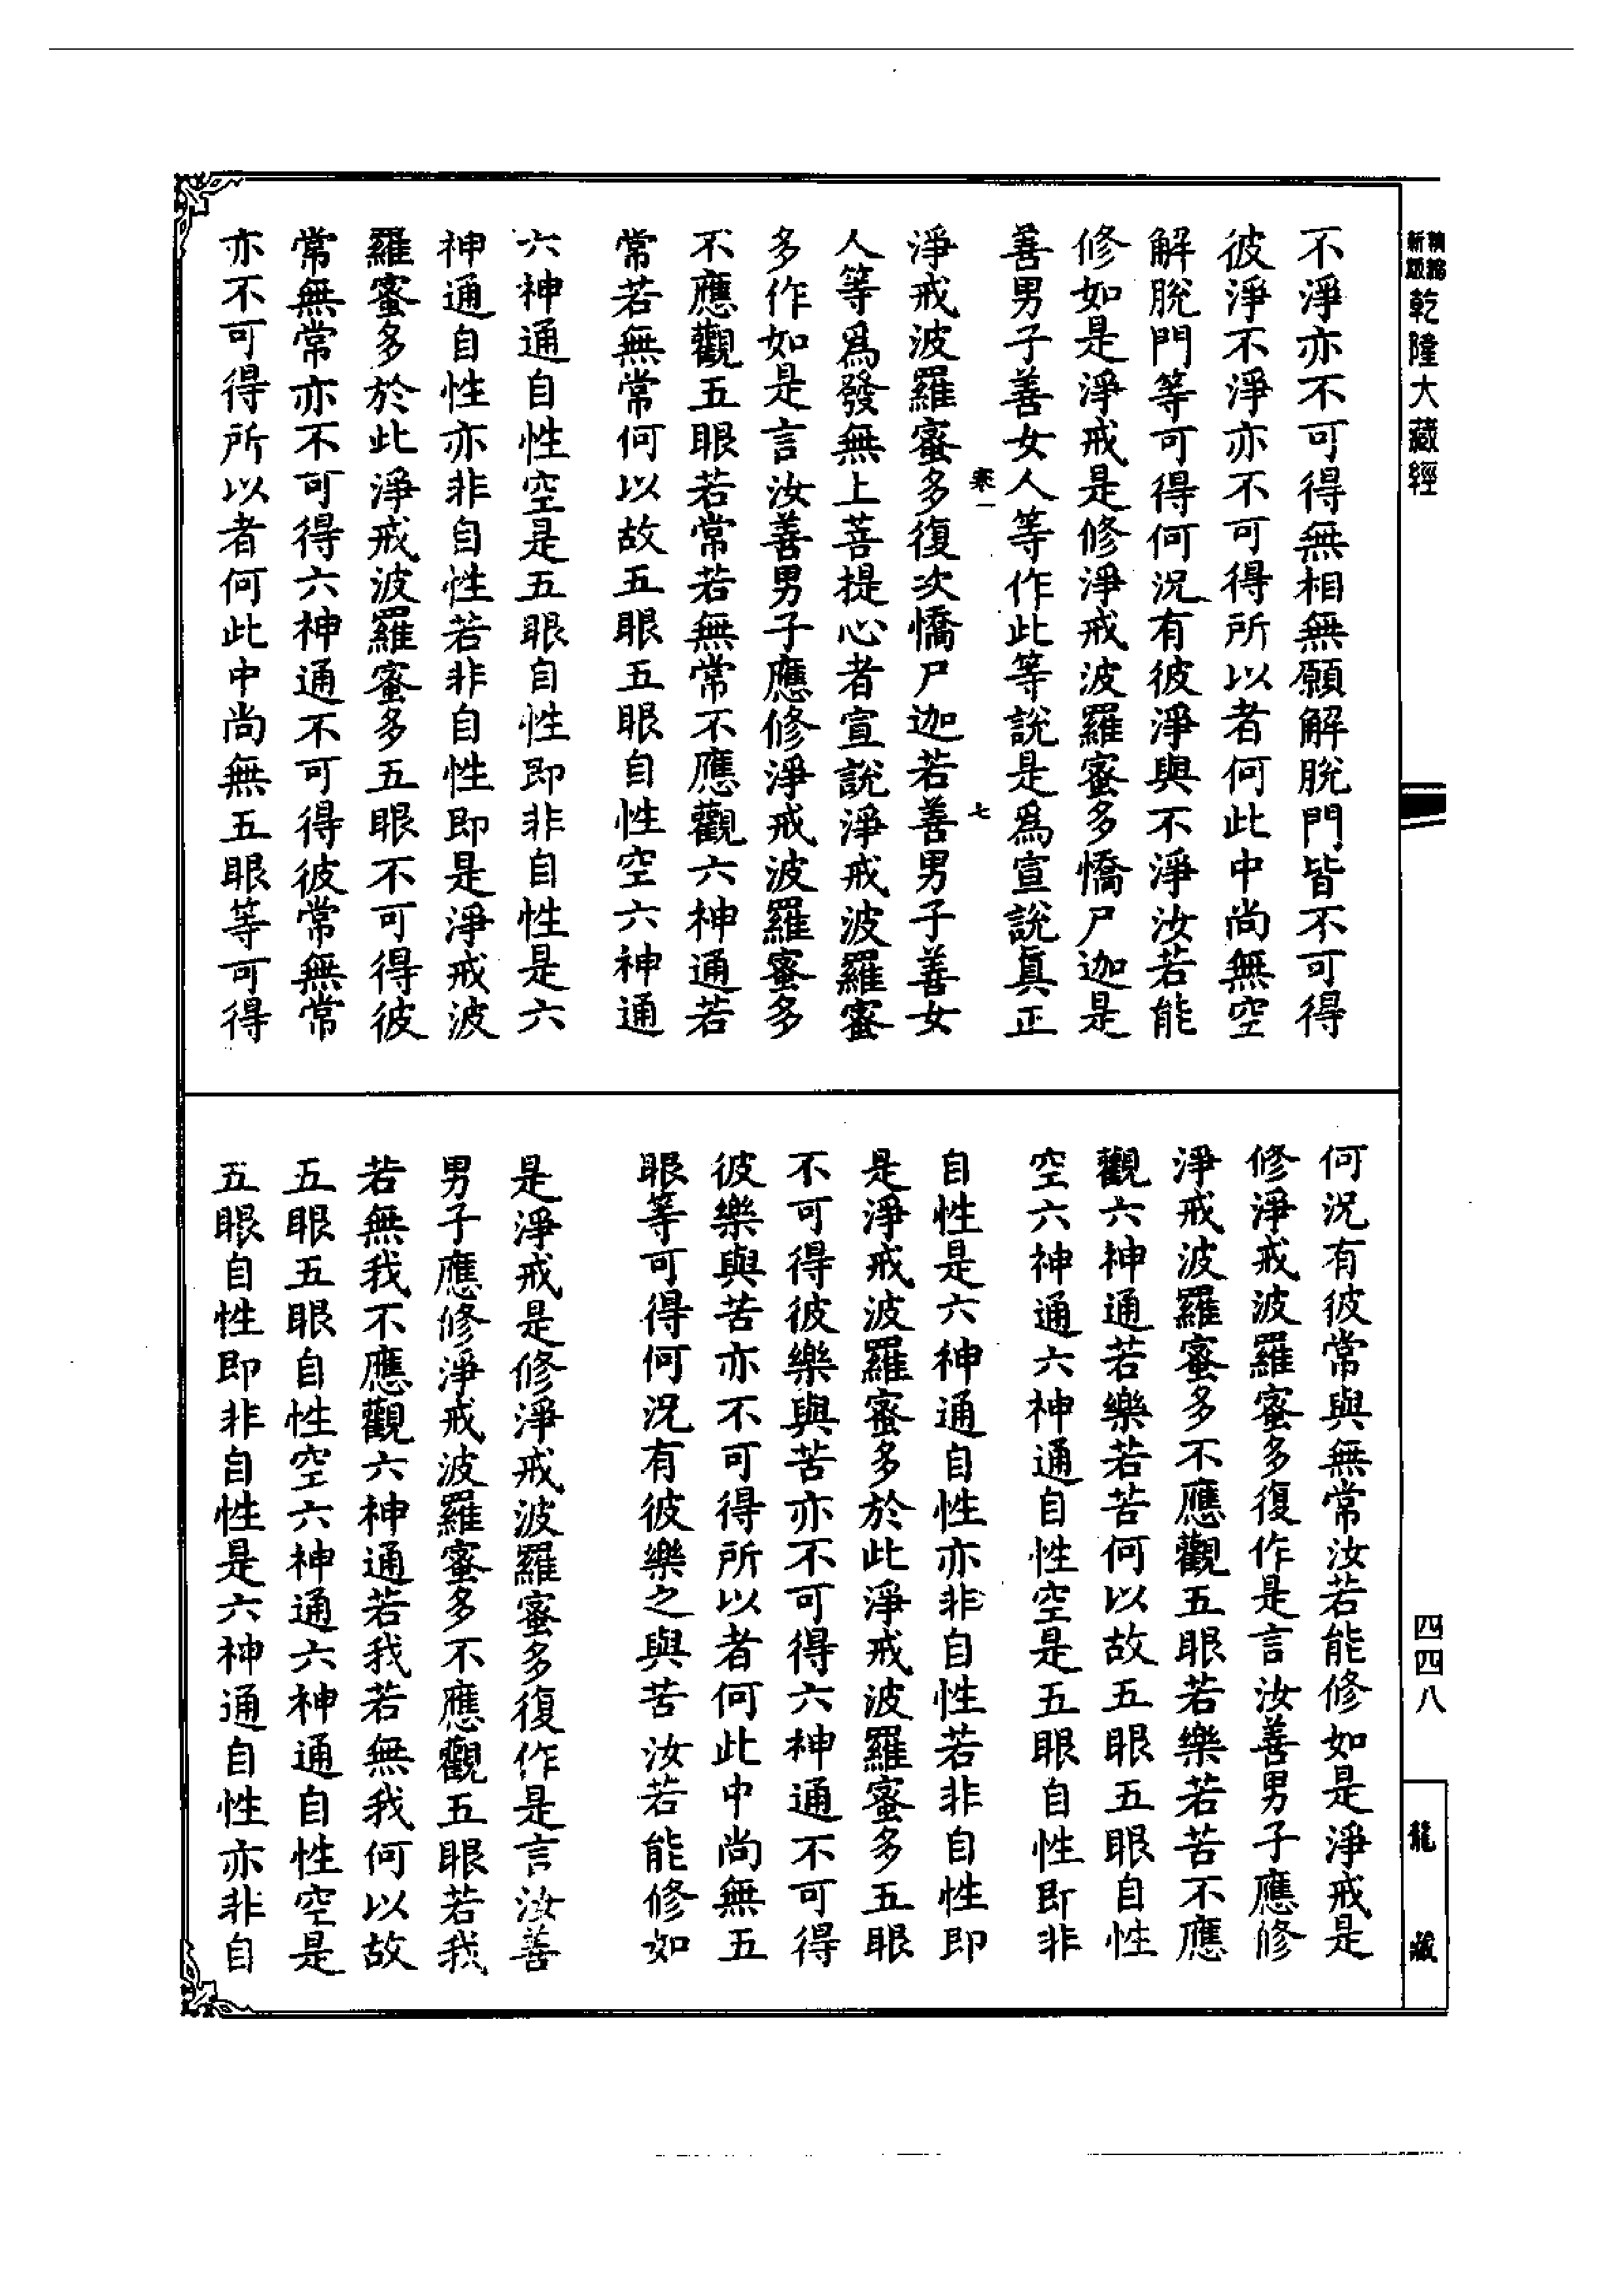 乾隆大藏經
不淨亦不可得無相無願解脫門皆不可得
彼淨不淨亦不可得所以者何此中尚無空
解脫門等可得何況有彼淨與不淨汝若能
修如是淨戒是修淨戒波羅蜜多憍尸迦是
善男子善女人等作此等說是爲宣說眞正
七
淨戒波羅蜜多復次憍尸迦若善男子善女
人等爲發無上菩提心者宣說淨戒波羅蜜
多作如是言汝善男子應修淨戒波羅蜜多
不應觀五眼若常若無常不應觀六神通若
常若無常何以故五眼五眼自性空六神通
六神通自性空是五眼自性即非自性是六
神通自性亦非自性若非自性即是淨戒波
羅蜜多於此淨戒波羅蜜多五眼不可得彼
常無常亦不可得六神通不可得彼常無常
亦不可得所以者何此中尚無五眼等可得
何況有彼常與無常汝若能修如是淨戒是
修淨戒波羅蜜多復作是言汝善男子應修
淨戒波羅蜜多不應觀五眼若樂若苦不應
觀六神通若樂若苦何以故五眼五眼自性
空六神通六神通自性空是五眼自性即非
自性是六神通自性亦非自性若非自性即
是淨戒波羅蜜多於此淨戒波羅蜜多五眼
不可得彼樂與苦亦不可得六神通不可得
彼樂與苦亦不可得所以者何此中尚無五
眼等可得何況有彼樂之與苦汝若能修如
是淨戒是修淨戒波羅蜜多復作是言汝善
男子應修淨戒波羅蜜多不應觀五眼若我
若無我不應觀六神通若我若無我何以故
五眼五眼自性空六神通六神通自性空是
五眼自性即非自性是六神通自性亦非自
四四八
龍藏